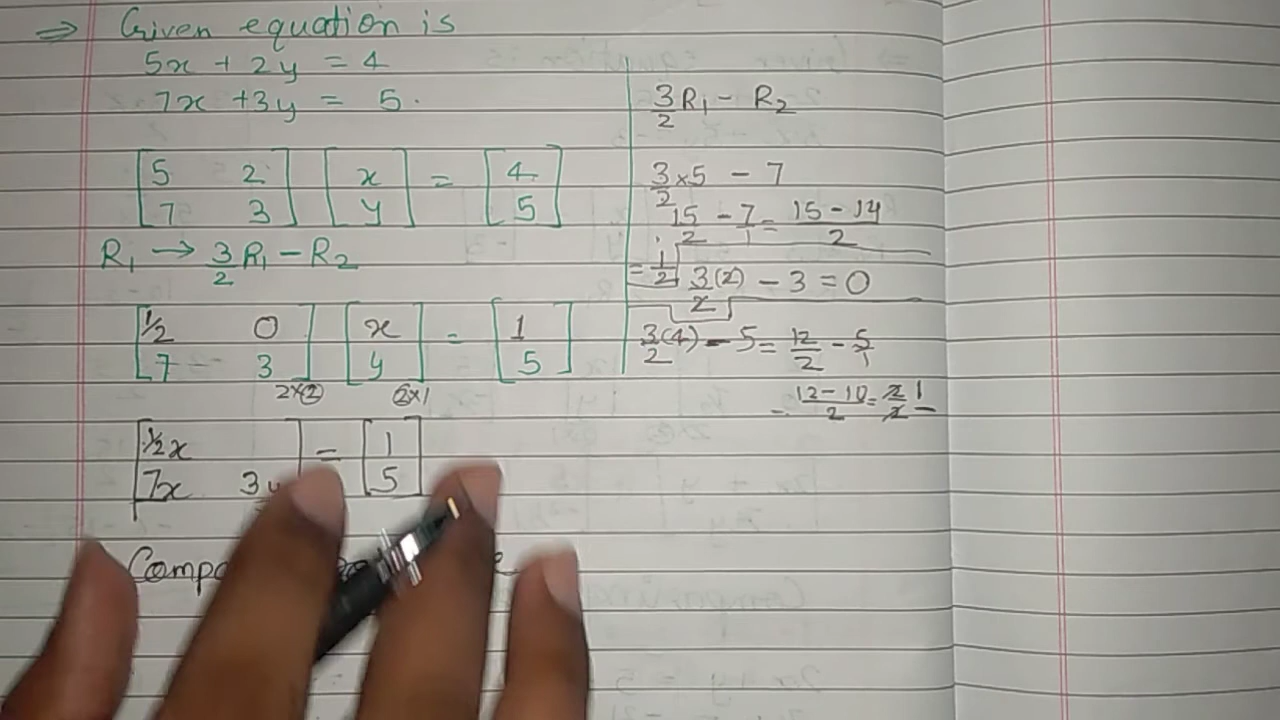 ⇒ Given equation is
5x + 2y = 4
7x + 3y = 5.
[5 2] [x] = [4]
[7 3] [y] [5]
R₁ → 3/2 R₁ − R₂
[1/2 0] [x] = [1]
[7 3] [y] [5]
2×2 2×1
[1/2x ] = [1]
[7x 3y] [5]
3/2 R₁ − R₂
3/2 × 5 − 7
15/2 − 7/1 = 15 − 14/2
= 1/2
3(2)/2 − 3 = 0
3(4)/2 − 5 = 12/2 − 5/1
= 12 − 10/2 = 2/2 1